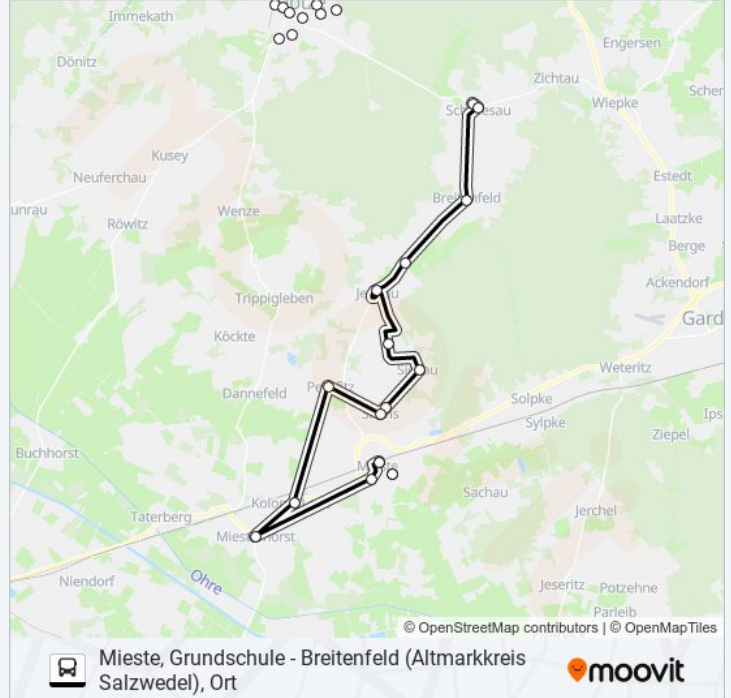 Immekath
Engersen
Dönitz
Zichtau
Wiepke
Kusey
Neuferchau
Estedt
Wenze
Laatzke
Röwitz
Berge
Ackendorf
Trippigleben
Gard
Köckte
Weteritz
Dannefeld
Solpke
Sylpke
Ips
Ziepel
Buchhorst
Sachau
Jerchel
Taterberg
Niendorf
Ohre
Jeseritz
Potzehne
Parleib
© OpenStreetMap contributors | © OpenMapTiles
Mieste, Grundschule - Breitenfeld (Altmarkkreis
Salzwedel), Ort
moovit